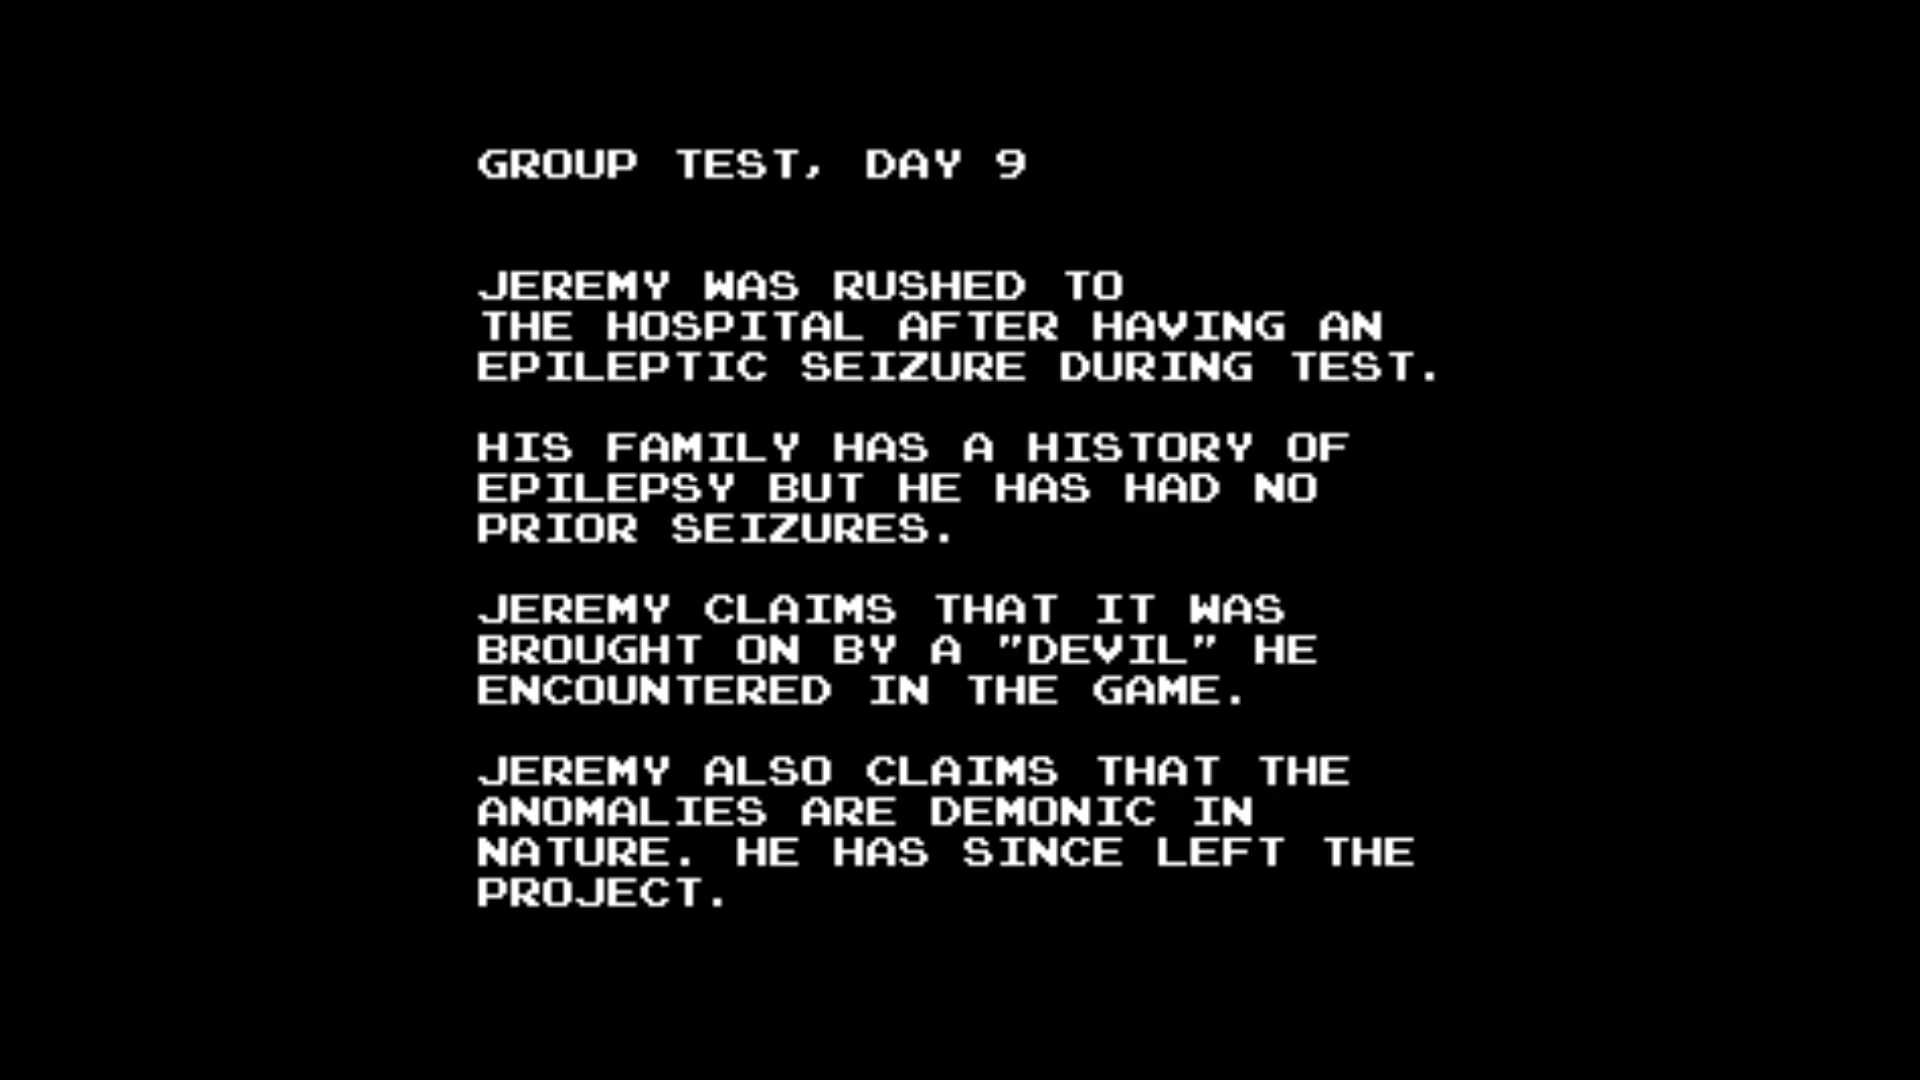 GROUP TEST, DAY 9
JEREMY WAS RUSHED TO
THE HOSPITAL AFTER HAVING AN
EPILEPTIC SEIZURE DURING TEST.
HIS FAMILY HAS A HISTORY OF
EPILEPSY BUT HE HAS HAD NO
PRIOR SEIZURES.
JEREMY CLAIMS THAT IT WAS
BROUGHT ON BY A "DEVIL" HE
ENCOUNTERED IN THE GAME.
JEREMY ALSO CLAIMS THAT THE
ANOMALIES ARE DEMONIC IN
NATURE. HE HAS SINCE LEFT THE
PROJECT.